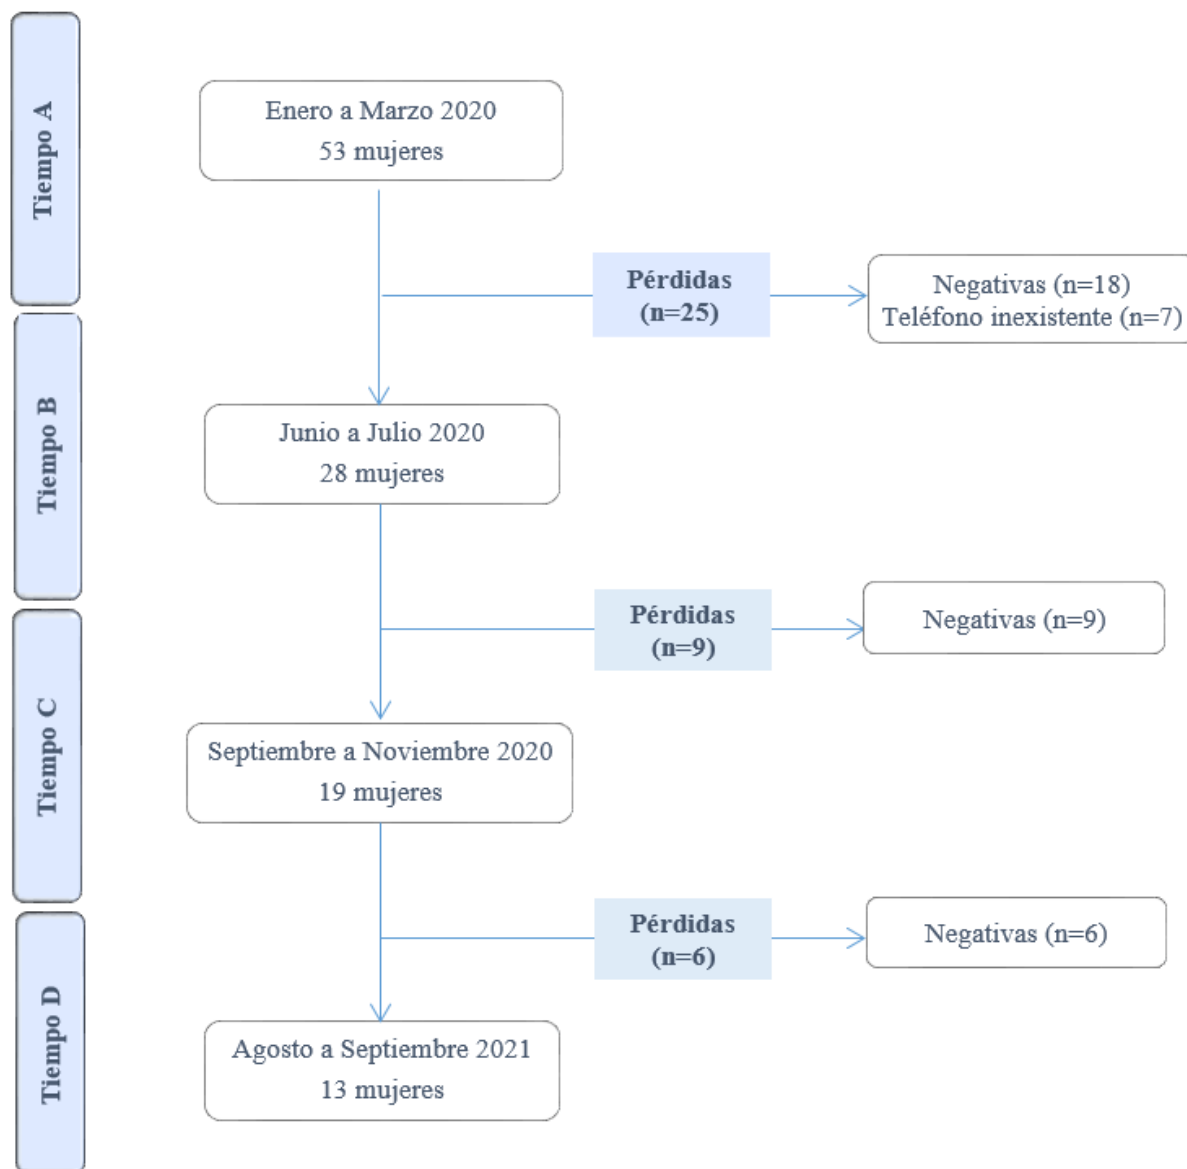 Tiempo A
Enero a Marzo 2020
53 mujeres
Pérdidas
(n=25)
Negativas (n=18)
Teléfono inexistente (n=7)
Tiempo B
Junio a Julio 2020
28 mujeres
Pérdidas
(n=9)
Negativas (n=9)
Tiempo C
Septiembre a Noviembre 2020
19 mujeres
Pérdidas
(n=6)
Negativas (n=6)
Tiempo D
Agosto a Septiembre 2021
13 mujeres